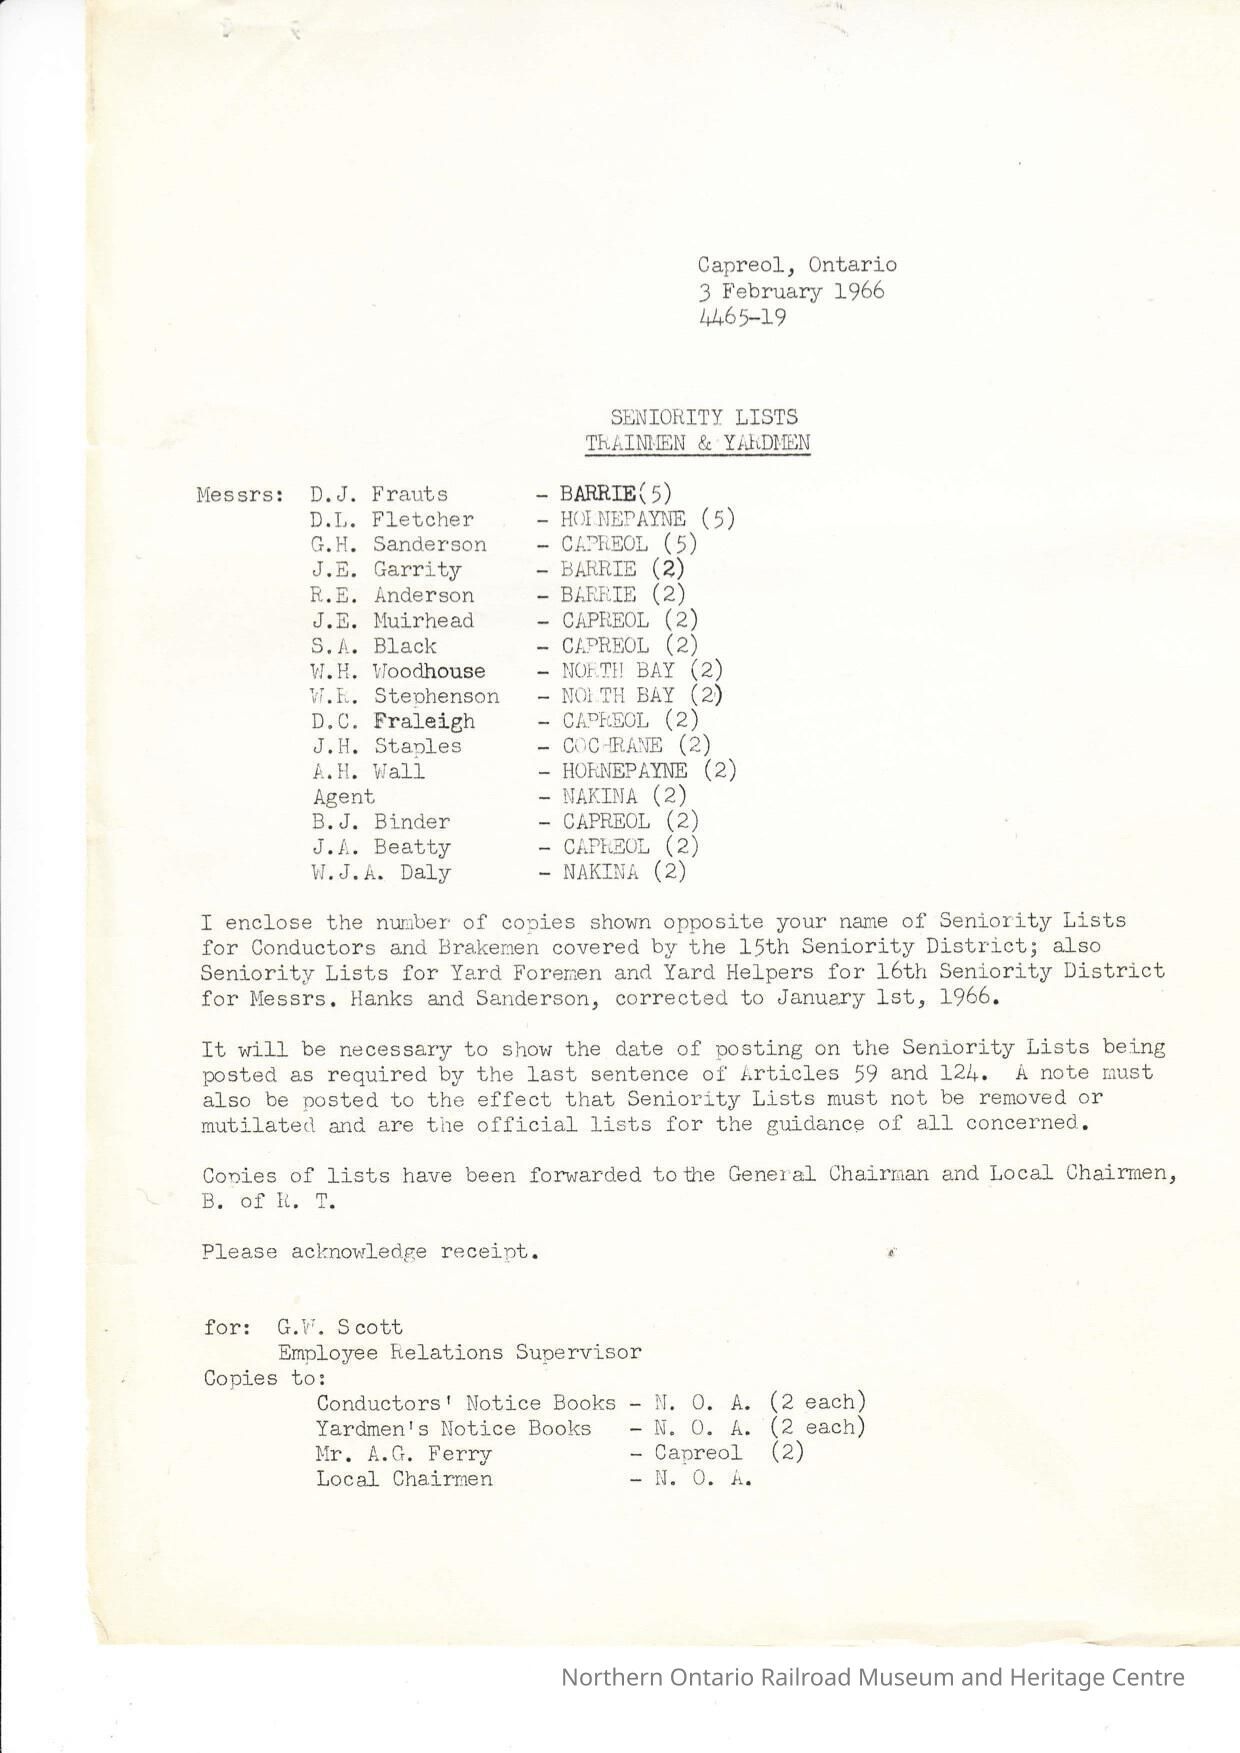 Capreol, Ontario
3 February 1966
4465-19
SENIORITY LISTS
TRAINMEN & YARDMEN
Messrs: D.J. Frauts - BARRIE(5)
D.L. Fletcher - HORNEPAYNE (5)
G.H. Sanderson - CAPREOL (5)
J.E. Garrity - BARRIE (2)
R.E. Anderson - BARRIE (2)
J.E. Muirhead - CAPREOL (2)
S.A. Black - CAPREOL (2)
W.H. Woodhouse - NORTH BAY (2)
W.R. Stephenson - NORTH BAY (2)
D.C. Fraleigh - CAPREOL (2)
J.H. Staples - COCHRANE (2)
A.H. Wall - HORNEPAYNE (2)
Agent - NAKINA (2)
B.J. Binder - CAPREOL (2)
J.A. Beatty - CAPREOL (2)
W.J.A. Daly - NAKINA (2)
I enclose the number of copies shown opposite your name of Seniority Lists
for Conductors and Brakemen covered by the 15th Seniority District; also
Seniority Lists for Yard Foremen and Yard Helpers for 16th Seniority District
for Messrs. Hanks and Sanderson, corrected to January 1st, 1966.
It will be necessary to show the date of posting on the Seniority Lists being
posted as required by the last sentence of Articles 59 and 124. A note must
also be posted to the effect that Seniority Lists must not be removed or
mutilated and are the official lists for the guidance of all concerned.
Copies of lists have been forwarded to the General Chairman and Local Chairmen,
B. of R. T.
Please acknowledge receipt.
for: G.W. Scott
Employee Relations Supervisor
Copies to:
Conductors' Notice Books - N. O. A. (2 each)
Yardmen's Notice Books - N. O. A. (2 each)
Mr. A.G. Ferry - Capreol (2)
Local Chairmen - N. O. A.
Northern Ontario Railroad Museum and Heritage Centre